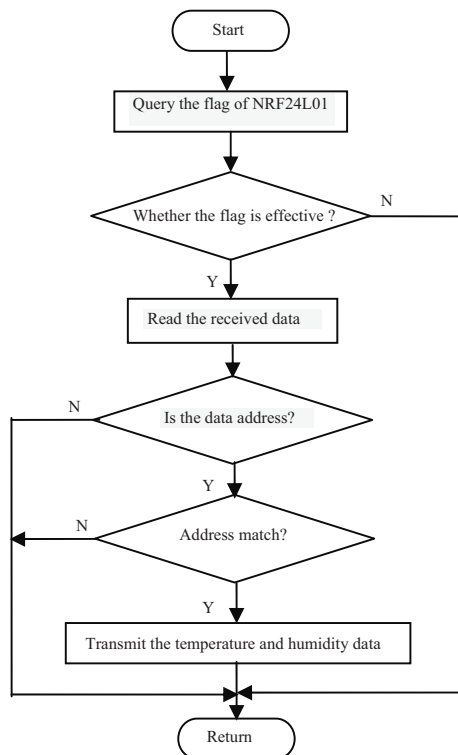 Start
Query the flag of NRF24L01
Whether the flag is effective ?
N
Y
Read the received data
N
Is the data address?
Y
N
Address match?
Y
Transmit the temperature and humidity data
Return